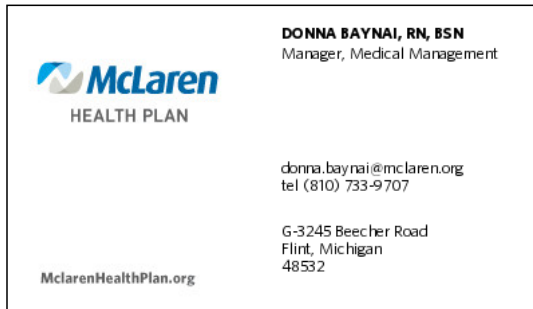 McLaren
HEALTH PLAN
MclarenHealthPlan.org
DONNA BAYNAI, RN, BSN
Manager, Medical Management
donna.baynai@mclaren.org
tel (810) 733-9707
G-3245 Beecher Road
Flint, Michigan
48532